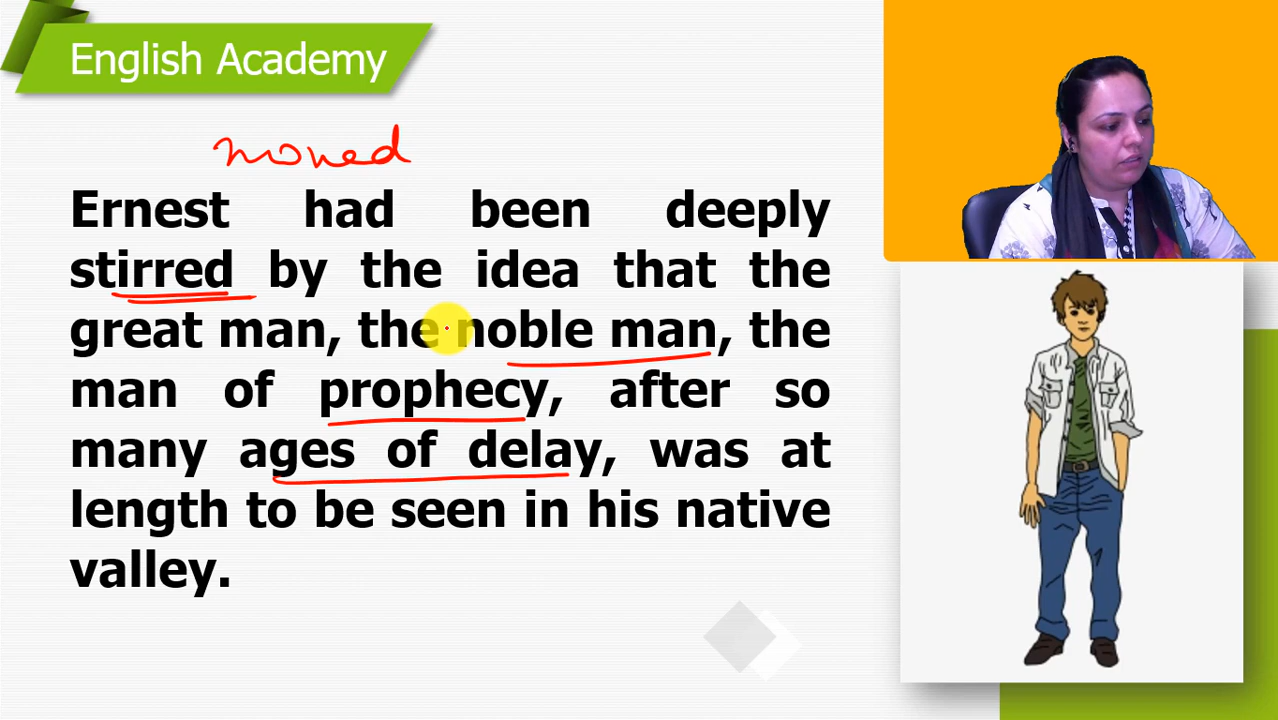 English Academy
moved
Ernest had been deeply
stirred by the idea that the
great man, the noble man, the
man of prophecy, after so
many ages of delay, was at
length to be seen in his native
valley.